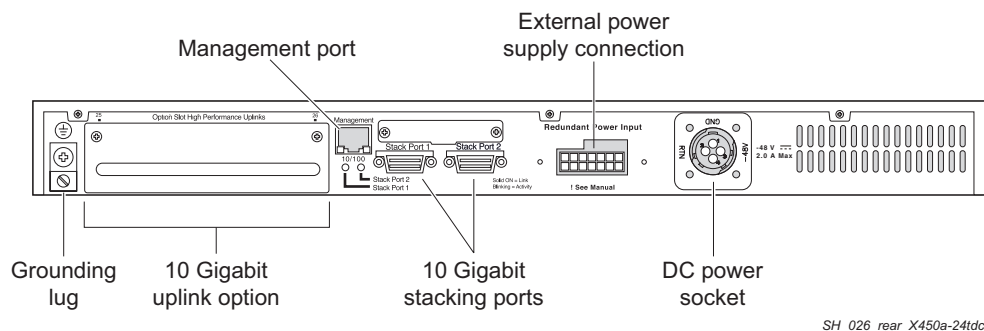 External power
supply connection
Management port
25
Option Slot High Performance Uplinks
26
Management
Redundant Power Input
GND
Stack Port 1
Stack Port 2
10/100
RTN
-48V
-48 V
2.0 A Max
Stack Port 2
Stack Port 1
Solid ON = Link
Blinking = Activity
! See Manual
Grounding
lug
10 Gigabit
uplink option
10 Gigabit
stacking ports
DC power
socket
SH_026_rear_X450a-24tdc